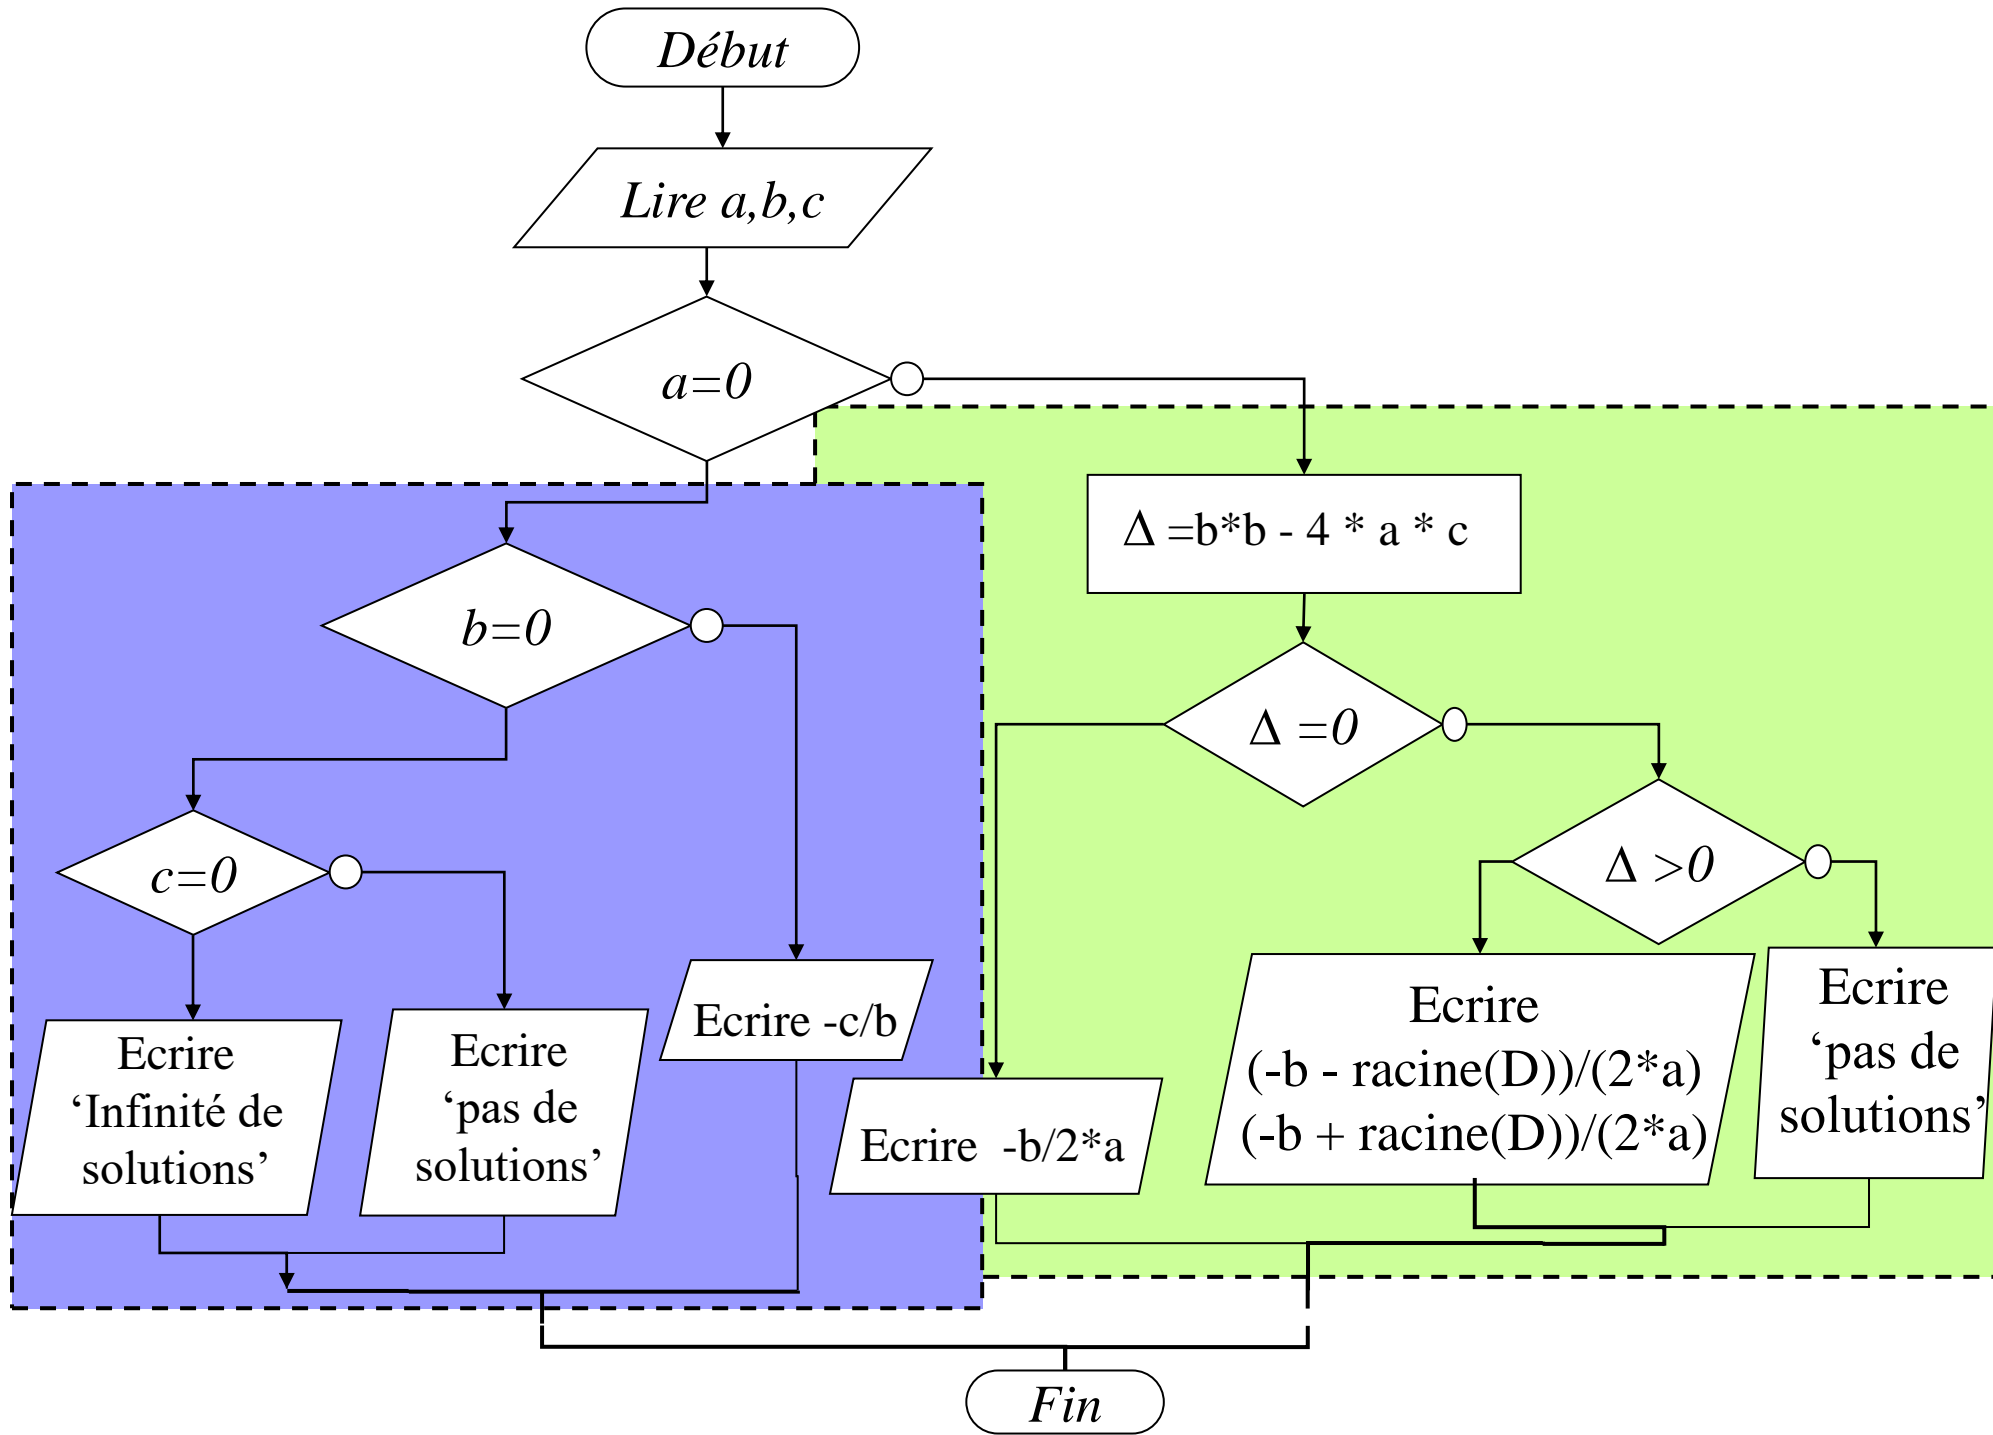 Début
Lire a,b,c
a=0
b=0
c=0
Ecrire
‘Infinité de
solutions’
Ecrire
‘pas de
solutions’
Ecrire -c/b
Δ =b*b - 4 * a * c
Δ =0
Δ >0
Ecrire -b/2*a
Ecrire
(-b - racine(D))/(2*a)
(-b + racine(D))/(2*a)
Ecrire
‘pas de
solutions’
Fin